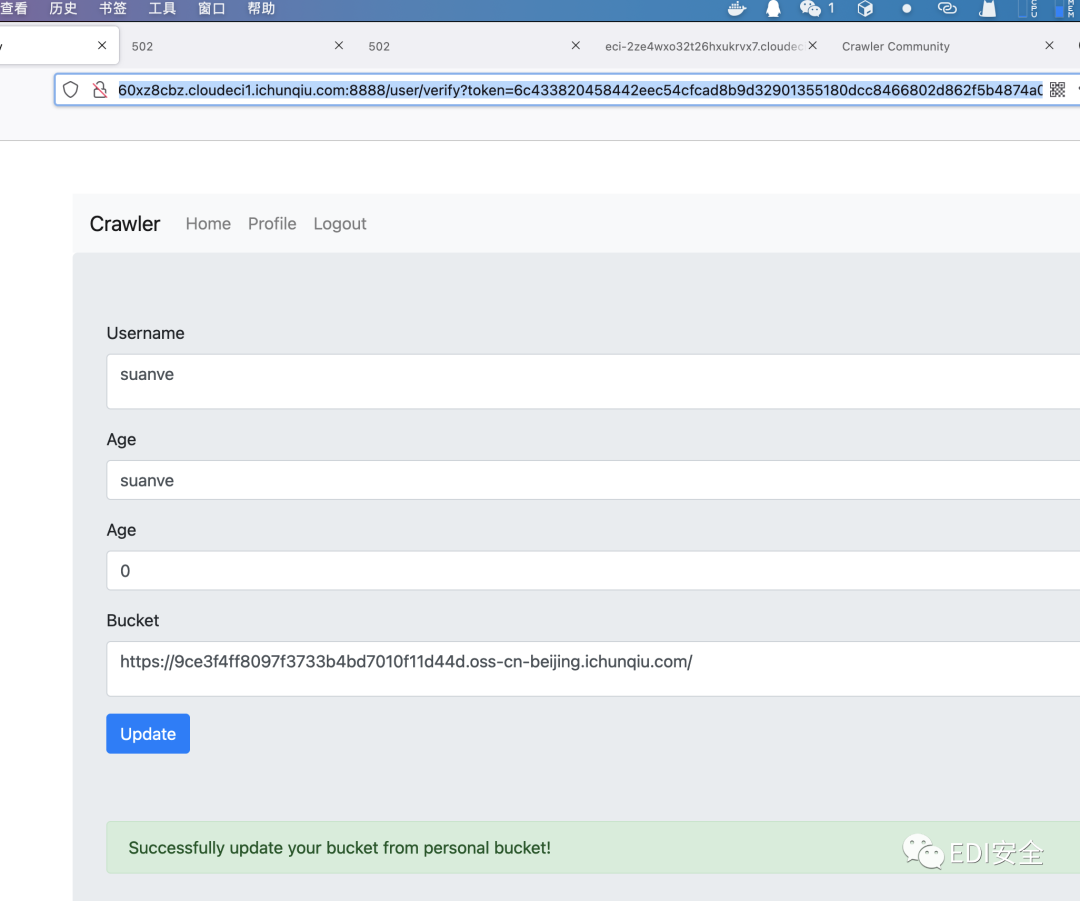 查看 历史 书签 工具 窗口 帮助 1
502 502 eci-2ze4wxo32t26hxukrvx7.cloudec Crawler Community
60xz8cbz.cloudeci1.ichunqiu.com:8888/user/verify?token=6c433820458442eec54cfcad8b9d32901355180dcc8466802d862f5b4874a0
Crawler Home Profile Logout
Username
suanve
Age
suanve
Age
0
Bucket
https://9ce3f4ff8097f3733b4bd7010f11d44d.oss-cn-beijing.ichunqiu.com/
Update
Successfully update your bucket from personal bucket!
EDI安全